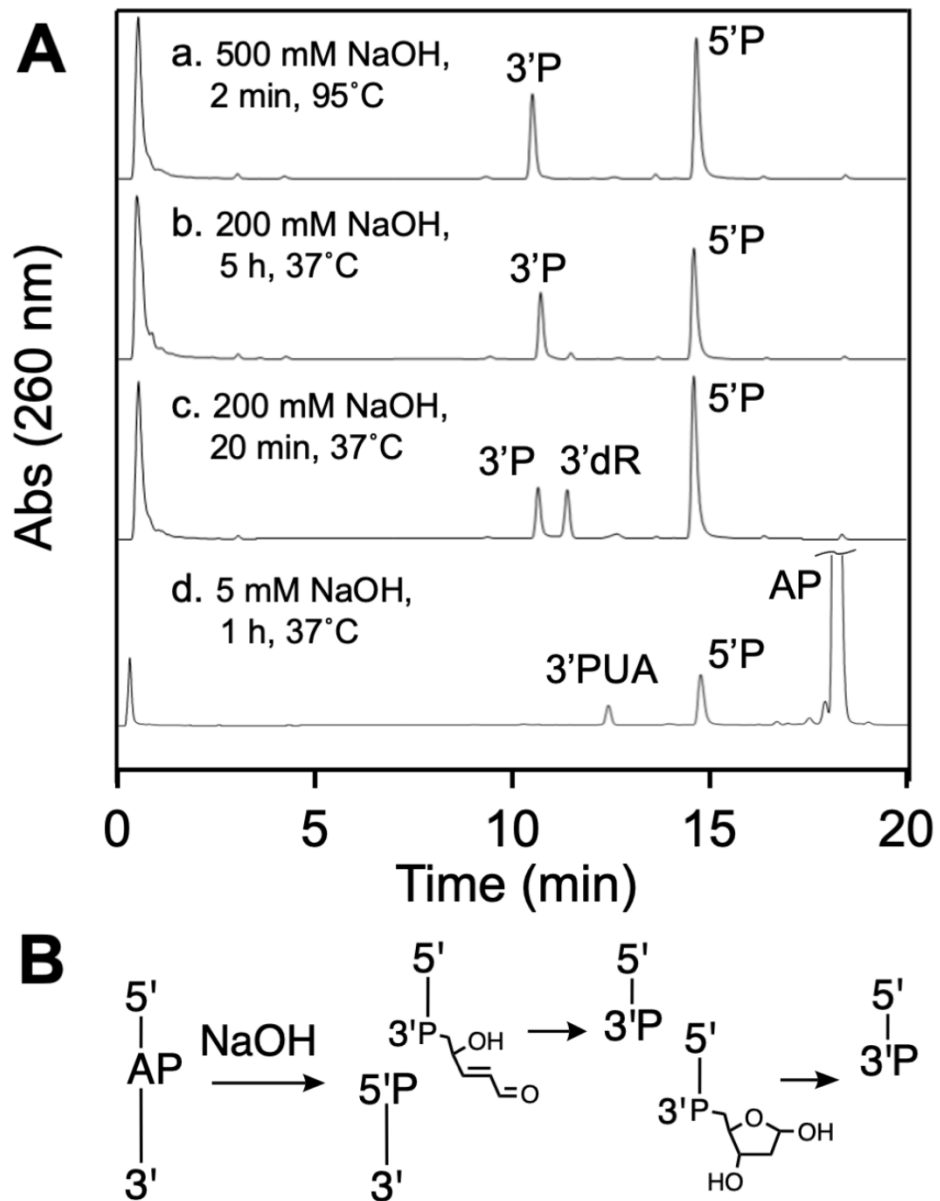 A
a. 500 mM NaOH,
2 min, 95˚C
3’P
5’P
b. 200 mM NaOH,
5 h, 37˚C
3’P
5’P
c. 200 mM NaOH,
20 min, 37˚C
3’P 3’dR
5’P
d. 5 mM NaOH,
1 h, 37˚C
3’PUA
5’P
AP
Abs (260 nm)
0 5 10 15 20
Time (min)
B
5'
AP
3'
NaOH
5'
3'P
OH
O
5'P
3'
5'
3'P
5'
3'P
O
OH
HO
5'
3'P